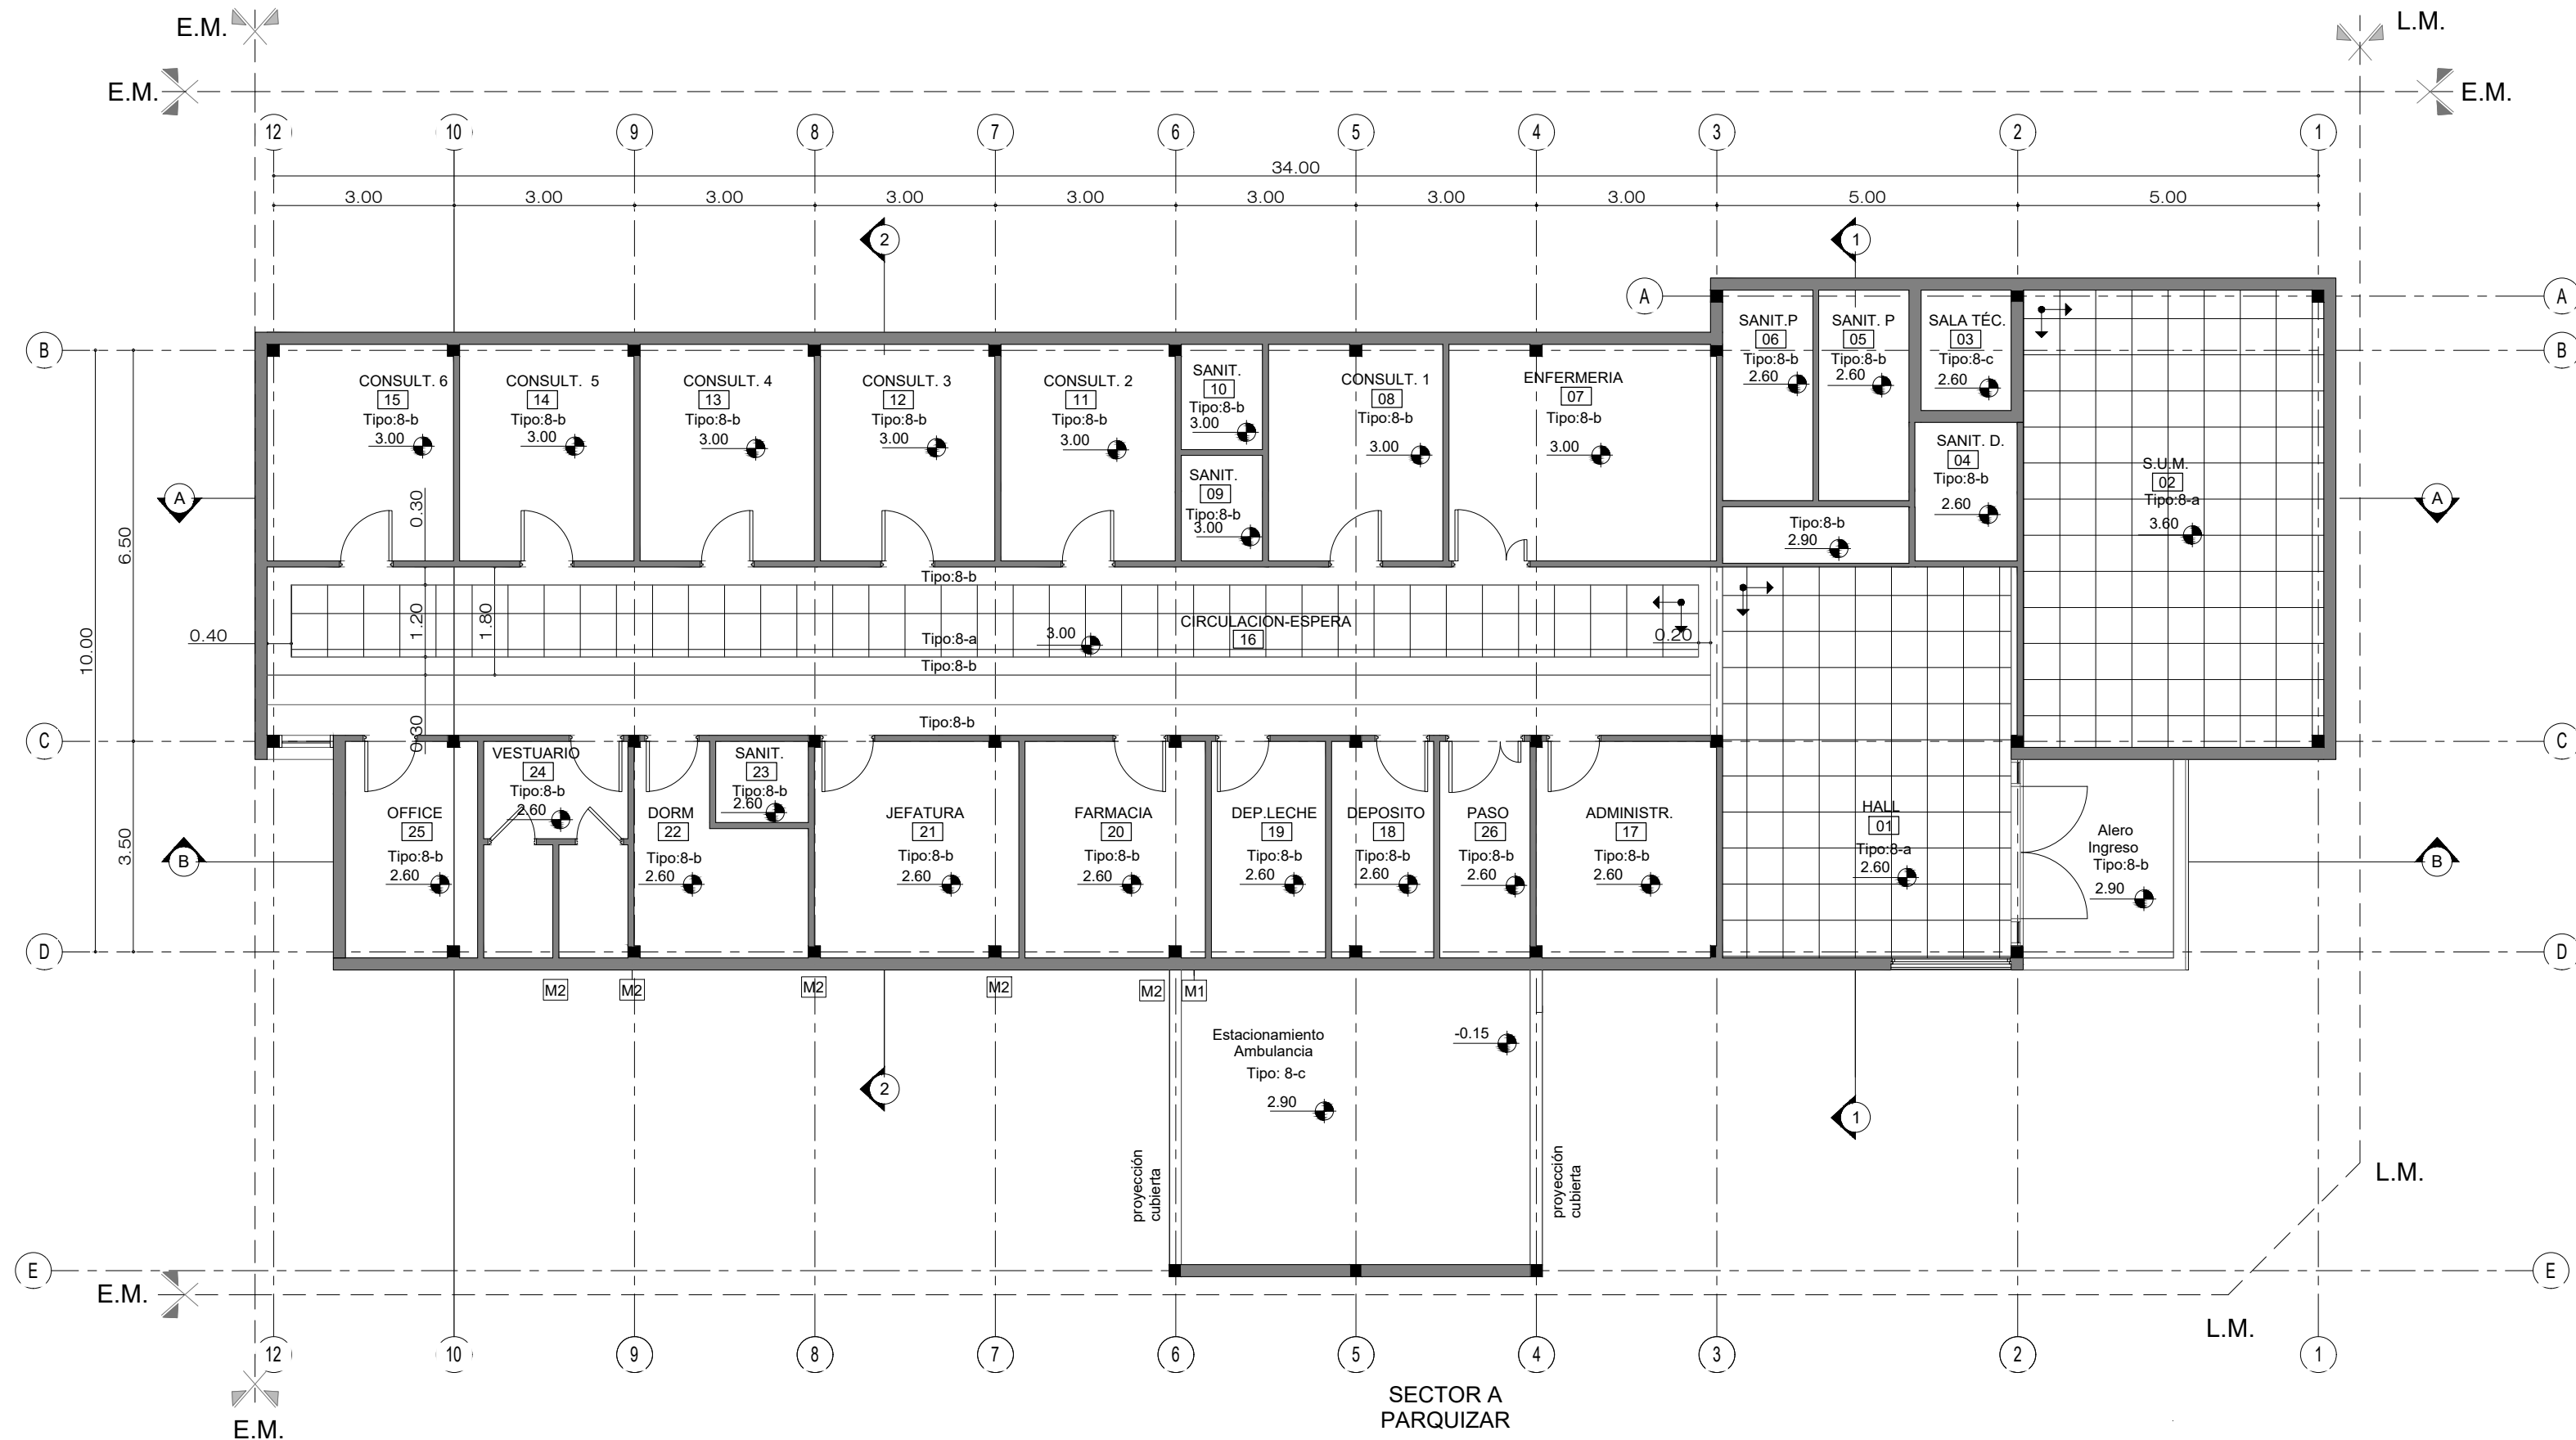 E.M.
L.M.
E.M.
E.M.
12
10
9
8
7
6
5
4
3
2
1
34.00
3.00
3.00
3.00
3.00
3.00
3.00
3.00
3.00
5.00
5.00
2
1
A
A
B
B
SANIT.P
06
Tipo:8-b
2.60
SANIT. P
05
Tipo:8-b
2.60
SALA TÉC.
03
Tipo:8-c
2.60
CONSULT. 6
15
Tipo:8-b
3.00
CONSULT. 5
14
Tipo:8-b
3.00
CONSULT. 4
13
Tipo:8-b
3.00
CONSULT. 3
12
Tipo:8-b
3.00
CONSULT. 2
11
Tipo:8-b
3.00
SANIT.
10
Tipo:8-b
3.00
CONSULT. 1
08
Tipo:8-b
3.00
ENFERMERIA
07
Tipo:8-b
3.00
SANIT.
09
Tipo:8-b
3.00
SANIT. D.
04
Tipo:8-b
2.60
S.U.M.
02
Tipo:8-a
3.60
Tipo:8-b
2.90
A
A
0.30
6.50
10.00
1.20
1.80
0.40
0.20
0.30
3.50
Tipo:8-b
CIRCULACION-ESPERA
16
Tipo:8-a
3.00
Tipo:8-b
Tipo:8-b
C
C
OFFICE
25
Tipo:8-b
2.60
VESTUARIO
24
Tipo:8-b
2.60
DORM
22
Tipo:8-b
2.60
SANIT.
23
Tipo:8-b
2.60
JEFATURA
21
Tipo:8-b
2.60
FARMACIA
20
Tipo:8-b
2.60
DEP.LECHE
19
Tipo:8-b
2.60
DEPOSITO
18
Tipo:8-b
2.60
PASO
26
Tipo:8-b
2.60
ADMINISTR.
17
Tipo:8-b
2.60
HALL
01
Tipo:8-a
2.60
Alero
Ingreso
Tipo:8-b
2.90
B
B
D
D
M2
M2
M2
M2
M2
M1
Estacionamiento
Ambulancia
Tipo: 8-c
2.90
-0.15
2
1
proyección
cubierta
proyección
cubierta
L.M.
E
E
E.M.
L.M.
12
10
9
8
7
6
5
4
3
2
1
E.M.
SECTOR A
PARQUIZAR